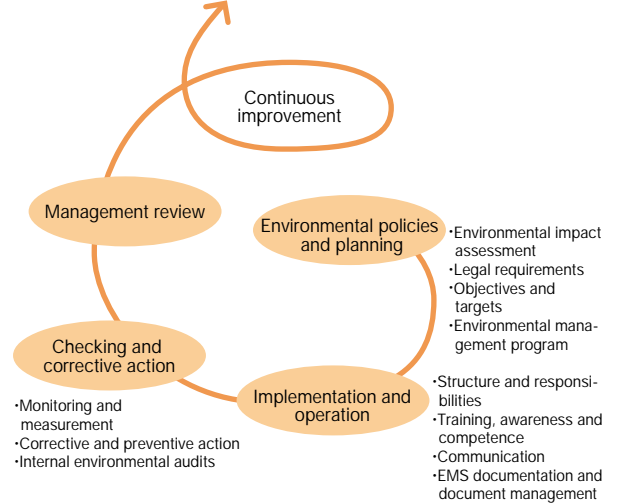 Continuous
improvement
Management review
Environmental policies
and planning
·Environmental impact
assessment
·Legal requirements
·Objectives and
targets
·Environmental mana-
gement program
Checking and
corrective action
·Monitoring and
measurement
·Corrective and preventive action
·Internal environmental audits
Implementation and
operation
·Structure and responsi-
bilities
·Training, awareness and
competence
·Communication
·EMS documentation and
document management